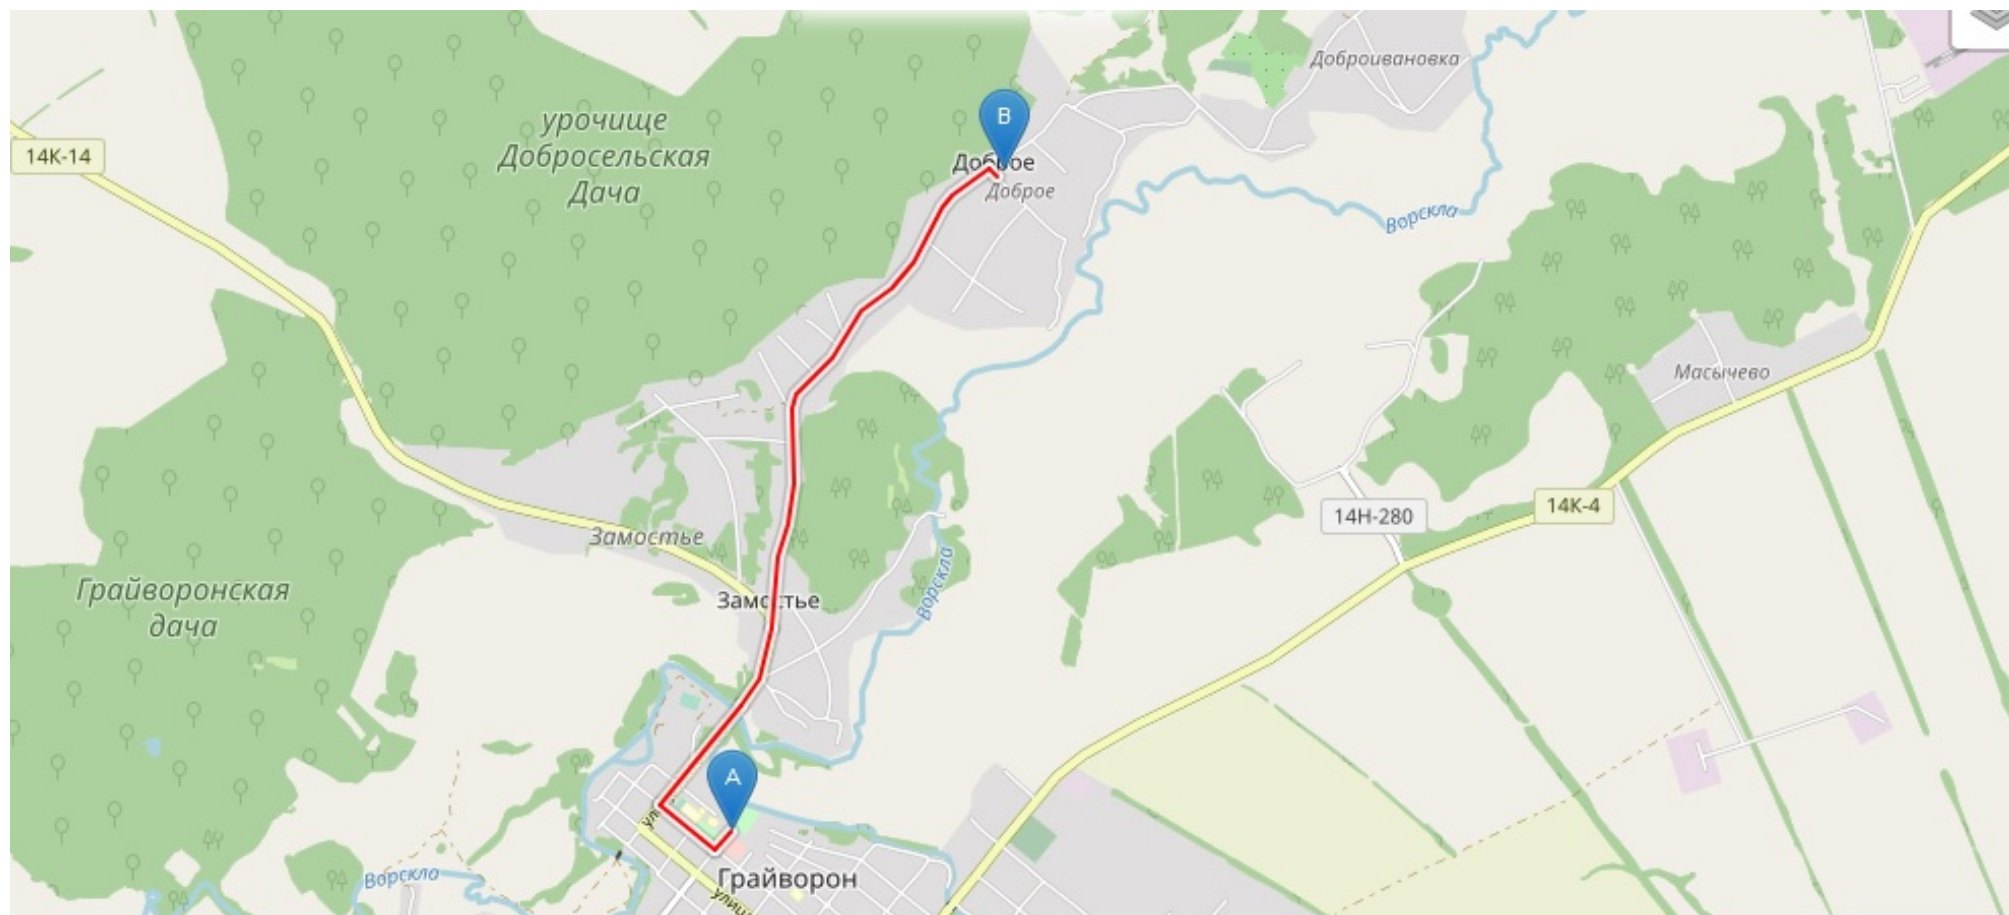 Доброивановка
урочище
Добросельская
Дача
B
14К-14
Доброе
Доброе
Ворскла
Масычево
14К-4
14Н-280
Замостье
Ворскла
Грайворонская
дача
Замостье
A
Грайворон
Ворскла